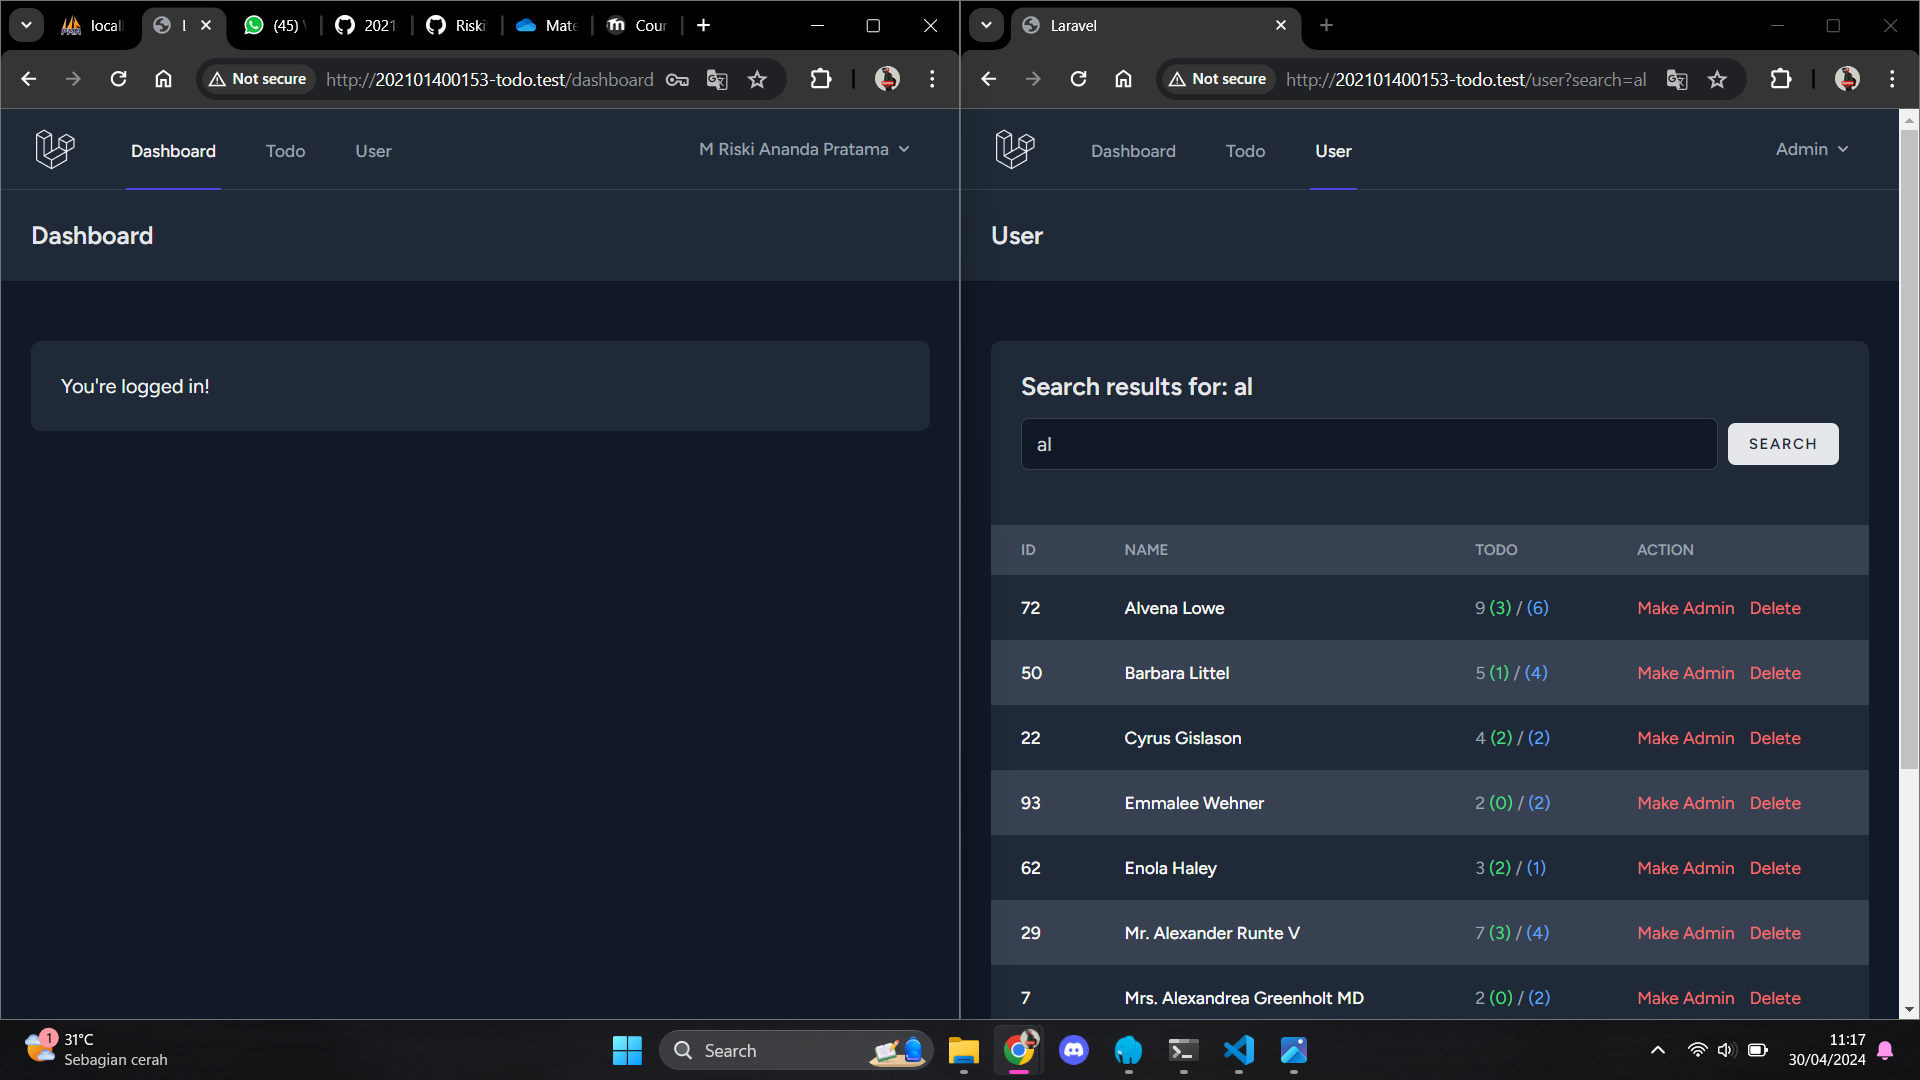 locall
(45)
2021
Riski
Mate
Cour
Not secure
http://202101400153-todo.test/dashboard
Dashboard
Todo
User
M Riski Ananda Pratama
Dashboard
You're logged in!
Laravel
Not secure
http://202101400153-todo.test/user?search=al
Dashboard
Todo
User
Admin
User
Search results for: al
al
SEARCH
ID NAME TODO ACTION
72 Alvena Lowe 9 (3) / (6) Make Admin Delete
50 Barbara Littel 5 (1) / (4) Make Admin Delete
22 Cyrus Gislason 4 (2) / (2) Make Admin Delete
93 Emmalee Wehner 2 (0) / (2) Make Admin Delete
62 Enola Haley 3 (2) / (1) Make Admin Delete
29 Mr. Alexander Runte V 7 (3) / (4) Make Admin Delete
7 Mrs. Alexandrea Greenholt MD 2 (0) / (2) Make Admin Delete
1
31°C
Sebagian cerah
Search
11:17
30/04/2024